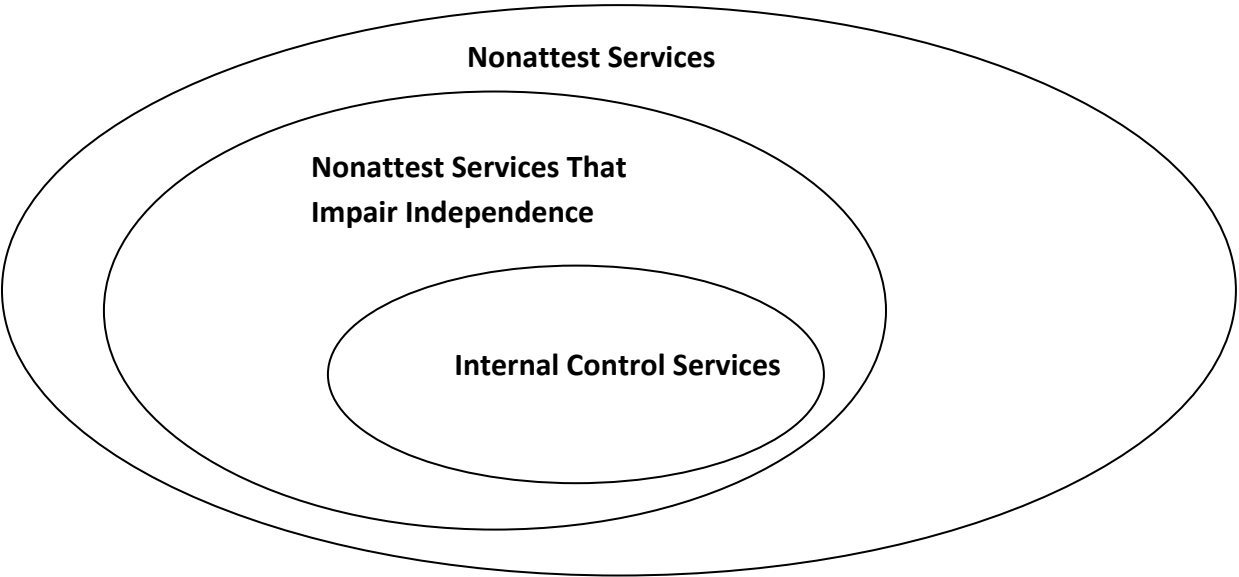 Nonattest Services
Nonattest Services That
Impair Independence
Internal Control Services